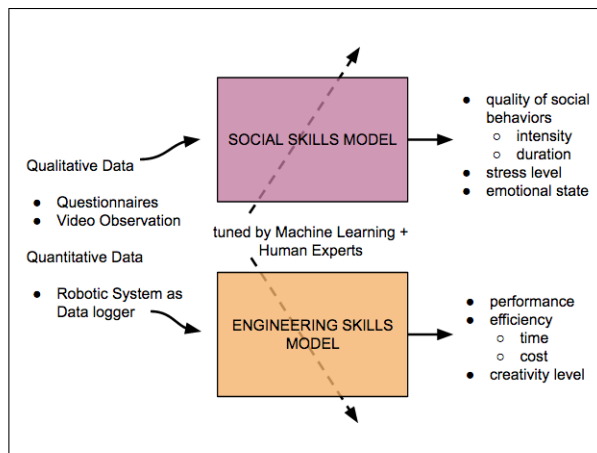 Qualitative Data
● Questionnaires
● Video Observation
Quantitative Data
● Robotic System as
Data logger
SOCIAL SKILLS MODEL
tuned by Machine Learning +
Human Experts
ENGINEERING SKILLS
MODEL
● quality of social
behaviors
○ intensity
○ duration
● stress level
● emotional state
● performance
● efficiency
○ time
○ cost
● creativity level